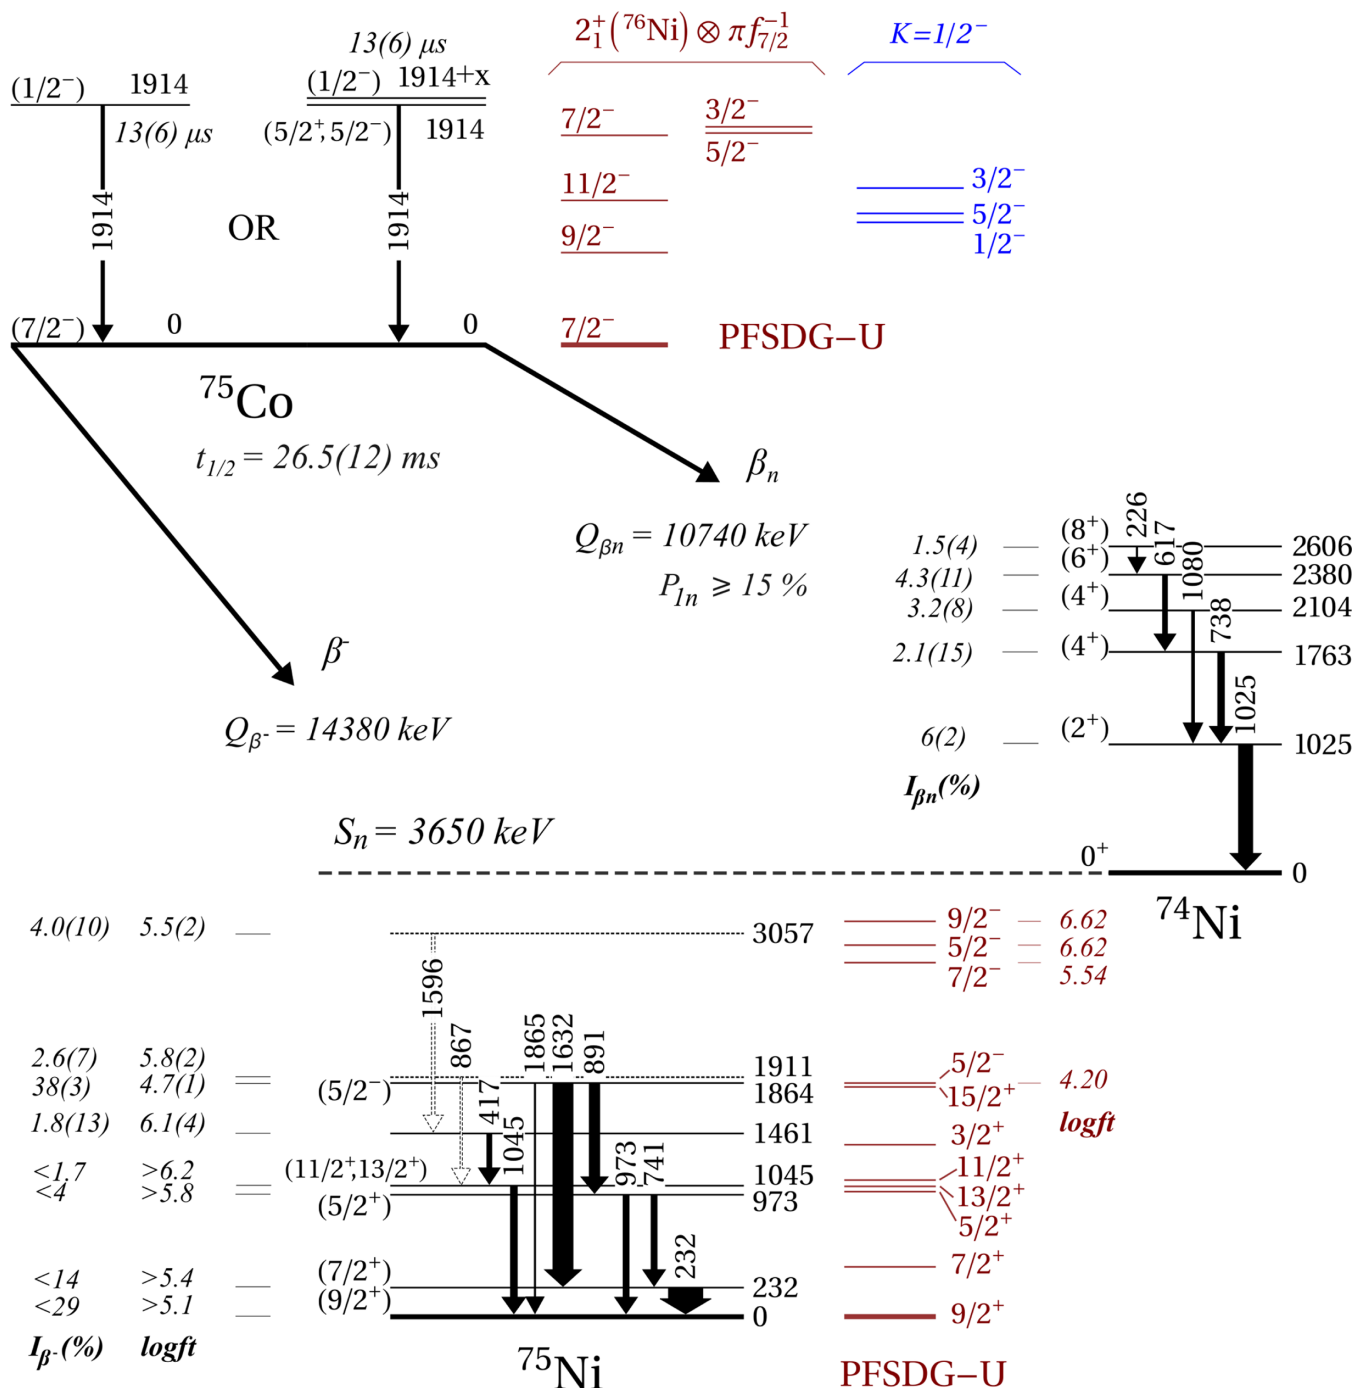 13(6) μs
2₁⁺(⁷⁶Ni) ⊗ πf₇/₂⁻¹
K=1/2⁻
(1/2⁻) 1914
(1/2⁻) 1914+x
13(6) μs
(5/2⁺,5/2⁻) 1914
7/2⁻
3/2⁻
5/2⁻
11/2⁻
3/2⁻
1914
1914
OR
9/2⁻
5/2⁻
1/2⁻
(7/2⁻) 0
0
7/2⁻
PFSDG–U
⁷⁵Co
t₁/₂ = 26.5(12) ms
βₙ
Q_βn = 10740 keV
P₁ₙ ⩾ 15 %
β⁻
Q_β⁻ = 14380 keV
226
617
1080
738
1025
1.5(4) (8⁺) 2606
4.3(11) (6⁺) 2380
3.2(8) (4⁺) 2104
2.1(15) (4⁺) 1763
6(2) (2⁺) 1025
I_βn(%)
Sₙ = 3650 keV
0⁺ 0
⁷⁴Ni
4.0(10) 5.5(2) 3057
9/2⁻ 6.62
5/2⁻ 6.62
7/2⁻ 5.54
1596
867
1865
1632
891
2.6(7) 5.8(2) 1911
38(3) 4.7(1) (5/2⁻) 1864
5/2⁻
15/2⁺ 4.20
logft
417
1045
1.8(13) 6.1(4) 1461
3/2⁺
973
741
<1.7 >6.2 (11/2⁺,13/2⁺) 1045
<4 >5.8 (5/2⁺) 973
11/2⁺
13/2⁺
5/2⁺
232
<14 >5.4 (7/2⁺) 232
7/2⁺
<29 >5.1 (9/2⁺) 0
9/2⁺
I_β⁻(%) logft
⁷⁵Ni
PFSDG–U